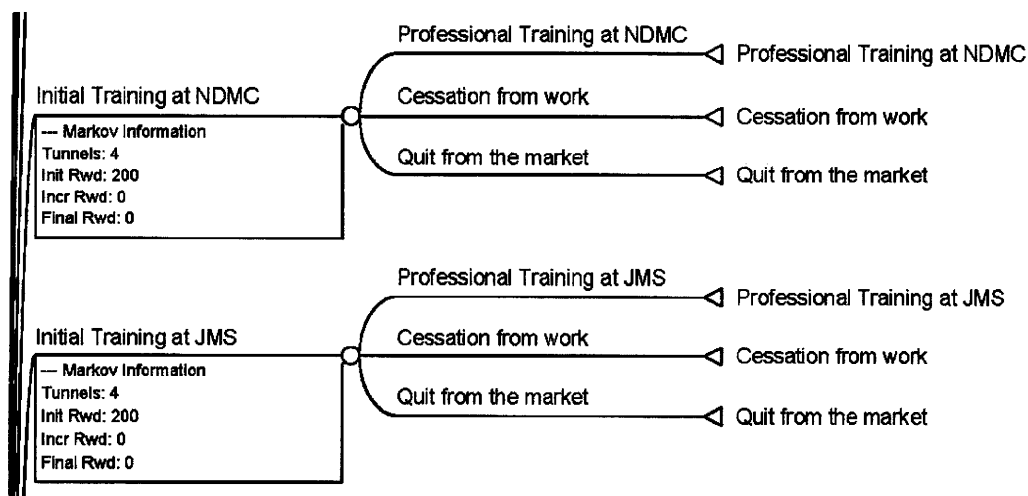 Professional Training at NDMC
Professional Training at NDMC
Initial Training at NDMC
Cessation from work
Cessation from work
--- Markov Information
Tunnels: 4
Init Rwd: 200
Incr Rwd: 0
Final Rwd: 0
Quit from the market
Quit from the market
Professional Training at JMS
Professional Training at JMS
Initial Training at JMS
Cessation from work
Cessation from work
--- Markov Information
Tunnels: 4
Init Rwd: 200
Incr Rwd: 0
Final Rwd: 0
Quit from the market
Quit from the market